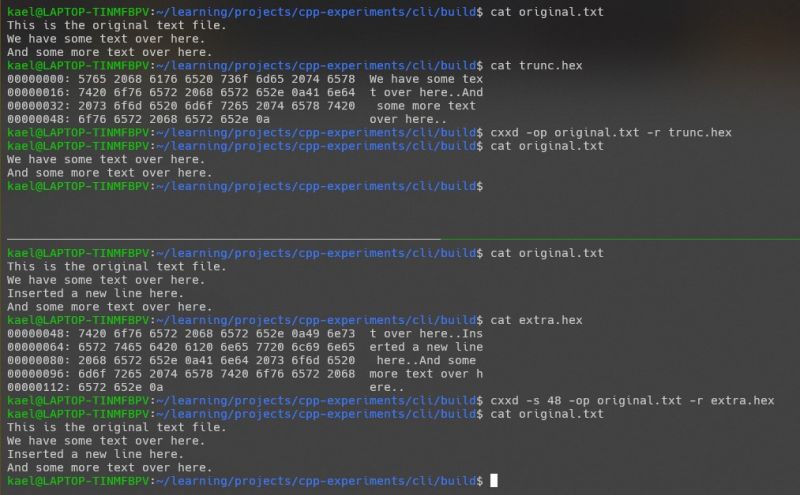 kael@LAPTOP-TINMFBPV:~/learning/projects/cpp-experiments/cli/build$ cat original.txt
This is the original text file.
We have some text over here.
And some more text over here.
kael@LAPTOP-TINMFBPV:~/learning/projects/cpp-experiments/cli/build$ cat trunc.hex
00000000: 5765 2068 6176 6520 736f 6d65 2074 6578  We have some tex
00000016: 7420 6f76 6572 2068 6572 652e 0a41 6e64  t over here..And
00000032: 2073 6f6d 6520 6d6f 7265 2074 6578 7420   some more text
00000048: 6f76 6572 2068 6572 652e 0a              over here..
kael@LAPTOP-TINMFBPV:~/learning/projects/cpp-experiments/cli/build$ cxxd -op original.txt -r trunc.hex
kael@LAPTOP-TINMFBPV:~/learning/projects/cpp-experiments/cli/build$ cat original.txt
We have some text over here.
And some more text over here.
kael@LAPTOP-TINMFBPV:~/learning/projects/cpp-experiments/cli/build$
kael@LAPTOP-TINMFBPV:~/learning/projects/cpp-experiments/cli/build$ cat original.txt
This is the original text file.
We have some text over here.
Inserted a new line here.
And some more text over here.
kael@LAPTOP-TINMFBPV:~/learning/projects/cpp-experiments/cli/build$ cat extra.hex
00000048: 7420 6f76 6572 2068 6572 652e 0a49 6e73  t over here..Ins
00000064: 6572 7465 6420 6120 6e65 7720 6c69 6e65  erted a new line
00000080: 2068 6572 652e 0a41 6e64 2073 6f6d 6520   here..And some
00000096: 6d6f 7265 2074 6578 7420 6f76 6572 2068  more text over h
00000112: 6572 652e 0a                             ere..
kael@LAPTOP-TINMFBPV:~/learning/projects/cpp-experiments/cli/build$ cxxd -s 48 -op original.txt -r extra.hex
kael@LAPTOP-TINMFBPV:~/learning/projects/cpp-experiments/cli/build$ cat original.txt
This is the original text file.
We have some text over here.
Inserted a new line here.
And some more text over here.
kael@LAPTOP-TINMFBPV:~/learning/projects/cpp-experiments/cli/build$